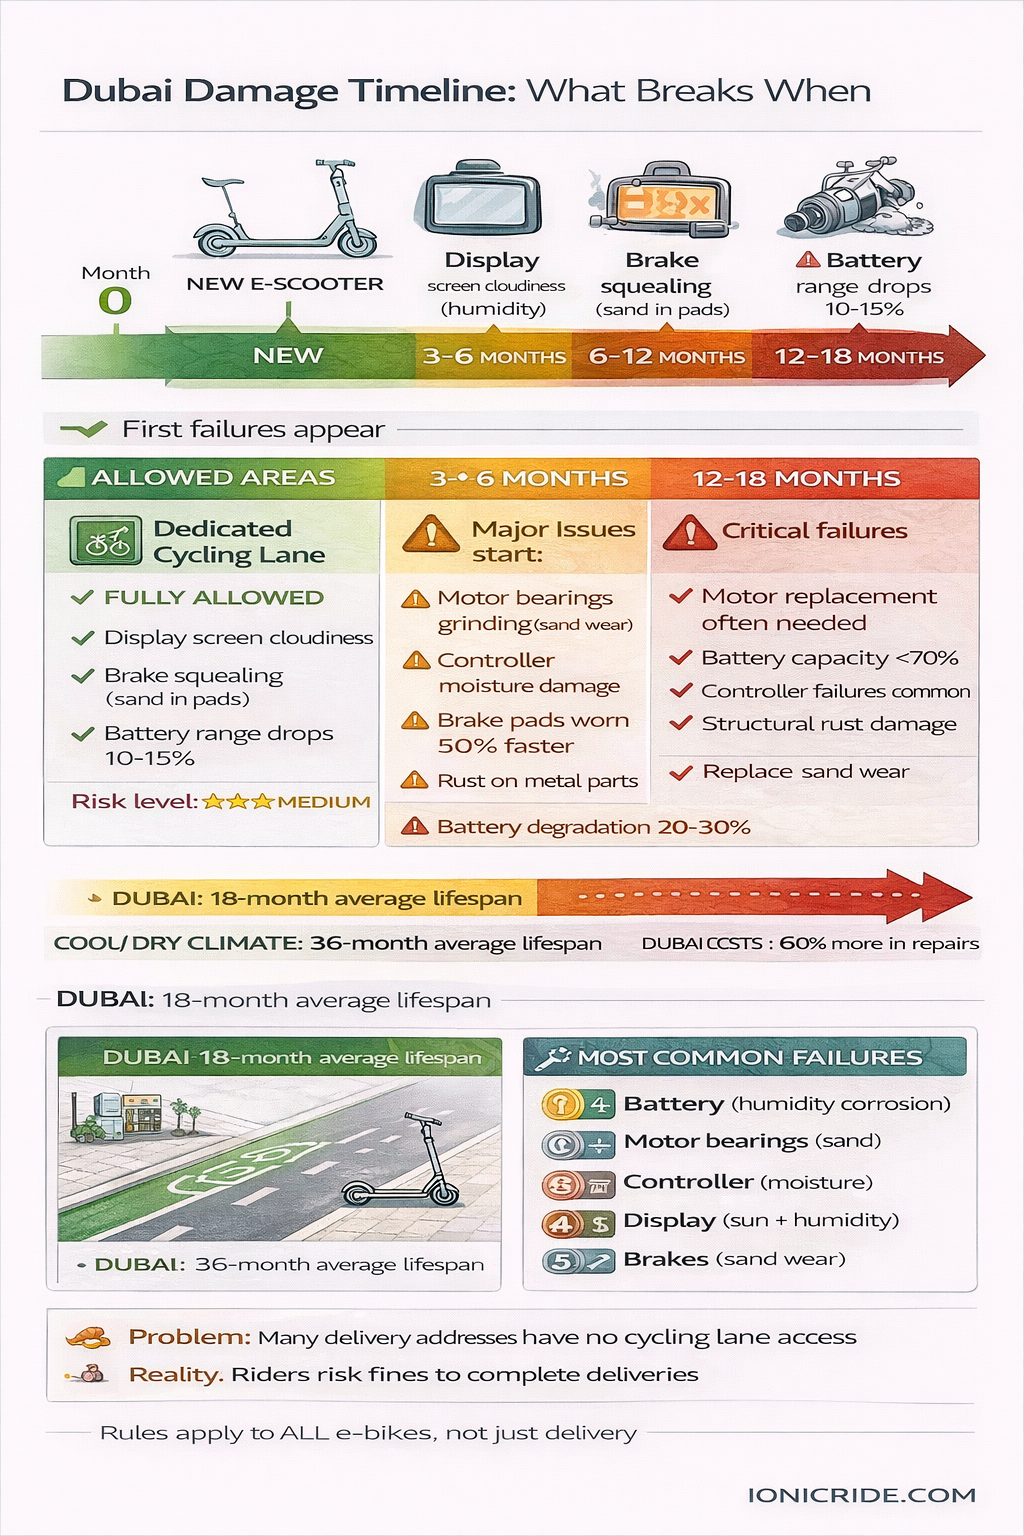 Dubai Damage Timeline: What Breaks When
Month
0
NEW E-SCOOTER
Display
screen cloudiness
(humidity)
Brake
squealing
(sand in pads)
Battery
range drops
10-15%
NEW
3-6 MONTHS
6-12 MONTHS
12-18 MONTHS
First failures appear
ALLOWED AREAS
Dedicated
Cycling Lane
FULLY ALLOWED
Display screen cloudiness
Brake squealing
(sand in pads)
Battery range drops
10-15%
Risk level: MEDIUM
3-6 MONTHS
Major Issues
start:
Motor bearings
grinding (sand wear)
Controller
moisture damage
Brake pads worn
50% faster
Rust on metal parts
Battery degradation 20-30%
12-18 MONTHS
Critical failures
Motor replacement
often needed
Battery capacity <70%
Controller failures common
Structural rust damage
Replace sand wear
DUBAI: 18-month average lifespan
COOL/DRY CLIMATE: 36-month average lifespan
DUBAI CCSTS : 60% more in repairs
DUBAI: 18-month average lifespan
DUBAI 18-month average lifespan
• DUBAI: 36-month average lifespan
MOST COMMON FAILURES
4 Battery (humidity corrosion)
Motor bearings (sand)
Controller (moisture)
4 $ Display (sun + humidity)
5 Brakes (sand wear)
Problem: Many delivery addresses have no cycling lane access
Reality. Riders risk fines to complete deliveries
Rules apply to ALL e-bikes, not just delivery
IONICRIDE.COM